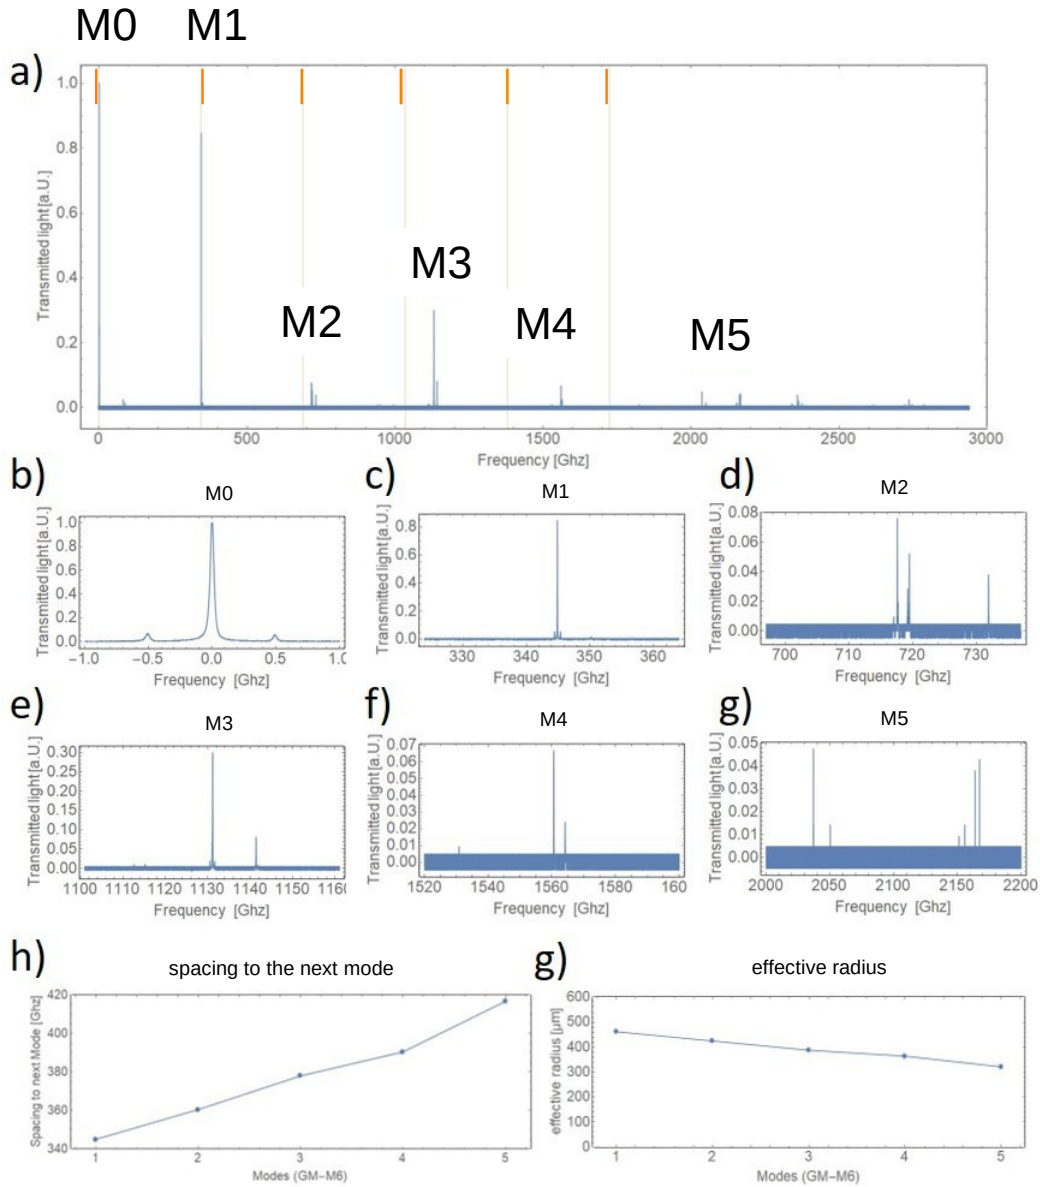 M0 M1
a)
Transmitted light[a.U.]
1.0
0.8
0.6
0.4
0.2
0.0
M3
M2
M4
M5
0 500 1000 1500 2000 2500 3000
Frequency [Ghz]
b)
M0
Transmitted light[a.U.]
1.0
0.8
0.6
0.4
0.2
0.0
−1.0 −0.5 0.0 0.5 1.0
Frequency [Ghz]
c)
M1
Transmitted light[a.U.]
0.8
0.6
0.4
0.2
0.0
330 340 350 360
Frequency [Ghz]
d)
M2
Transmitted light[a.U.]
0.08
0.06
0.04
0.02
0.00
700 710 720 730
Frequency [Ghz]
e)
M3
Transmitted light[a.U.]
0.30
0.25
0.20
0.15
0.10
0.05
0.00
1100 1110 1120 1130 1140 1150 1160
Frequency [Ghz]
f)
M4
Transmitted light[a.U.]
0.07
0.06
0.05
0.04
0.03
0.02
0.01
0.00
1520 1540 1560 1580 160
Frequency [Ghz]
g)
M5
Transmitted light[a.U.]
0.05
0.04
0.03
0.02
0.01
0.00
2000 2050 2100 2150 2200
Frequency [Ghz]
h)
spacing to the next mode
Spacing to next Mode [Ghz]
420
400
380
360
340
1 2 3 4 5
Modes (GM−M6)
g)
effective radius
effective radius [μm]
600
500
400
300
200
100
0
1 2 3 4 5
Modes (GM−M6)